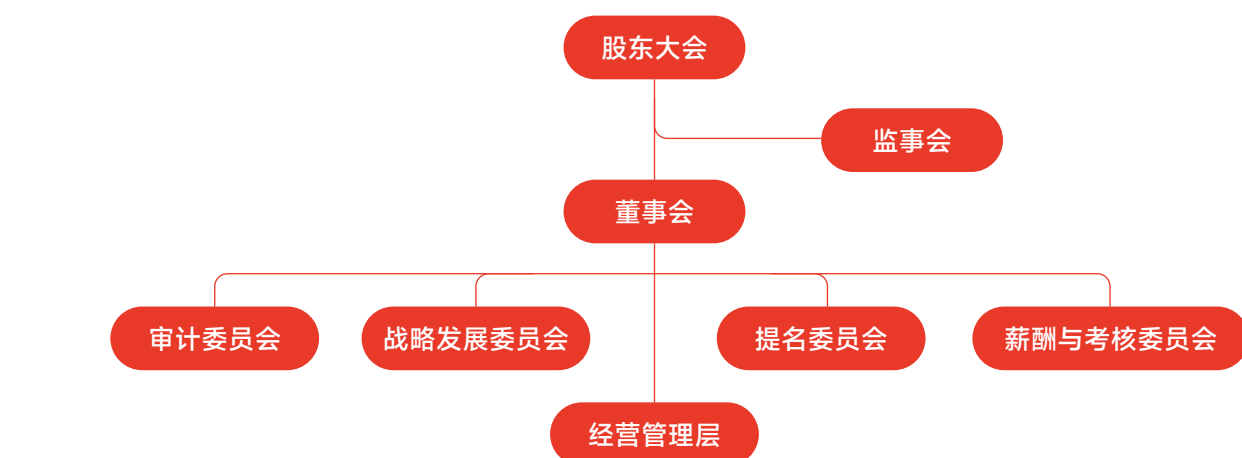 股东大会
监事会
董事会
审计委员会
战略发展委员会
提名委员会
薪酬与考核委员会
经营管理层